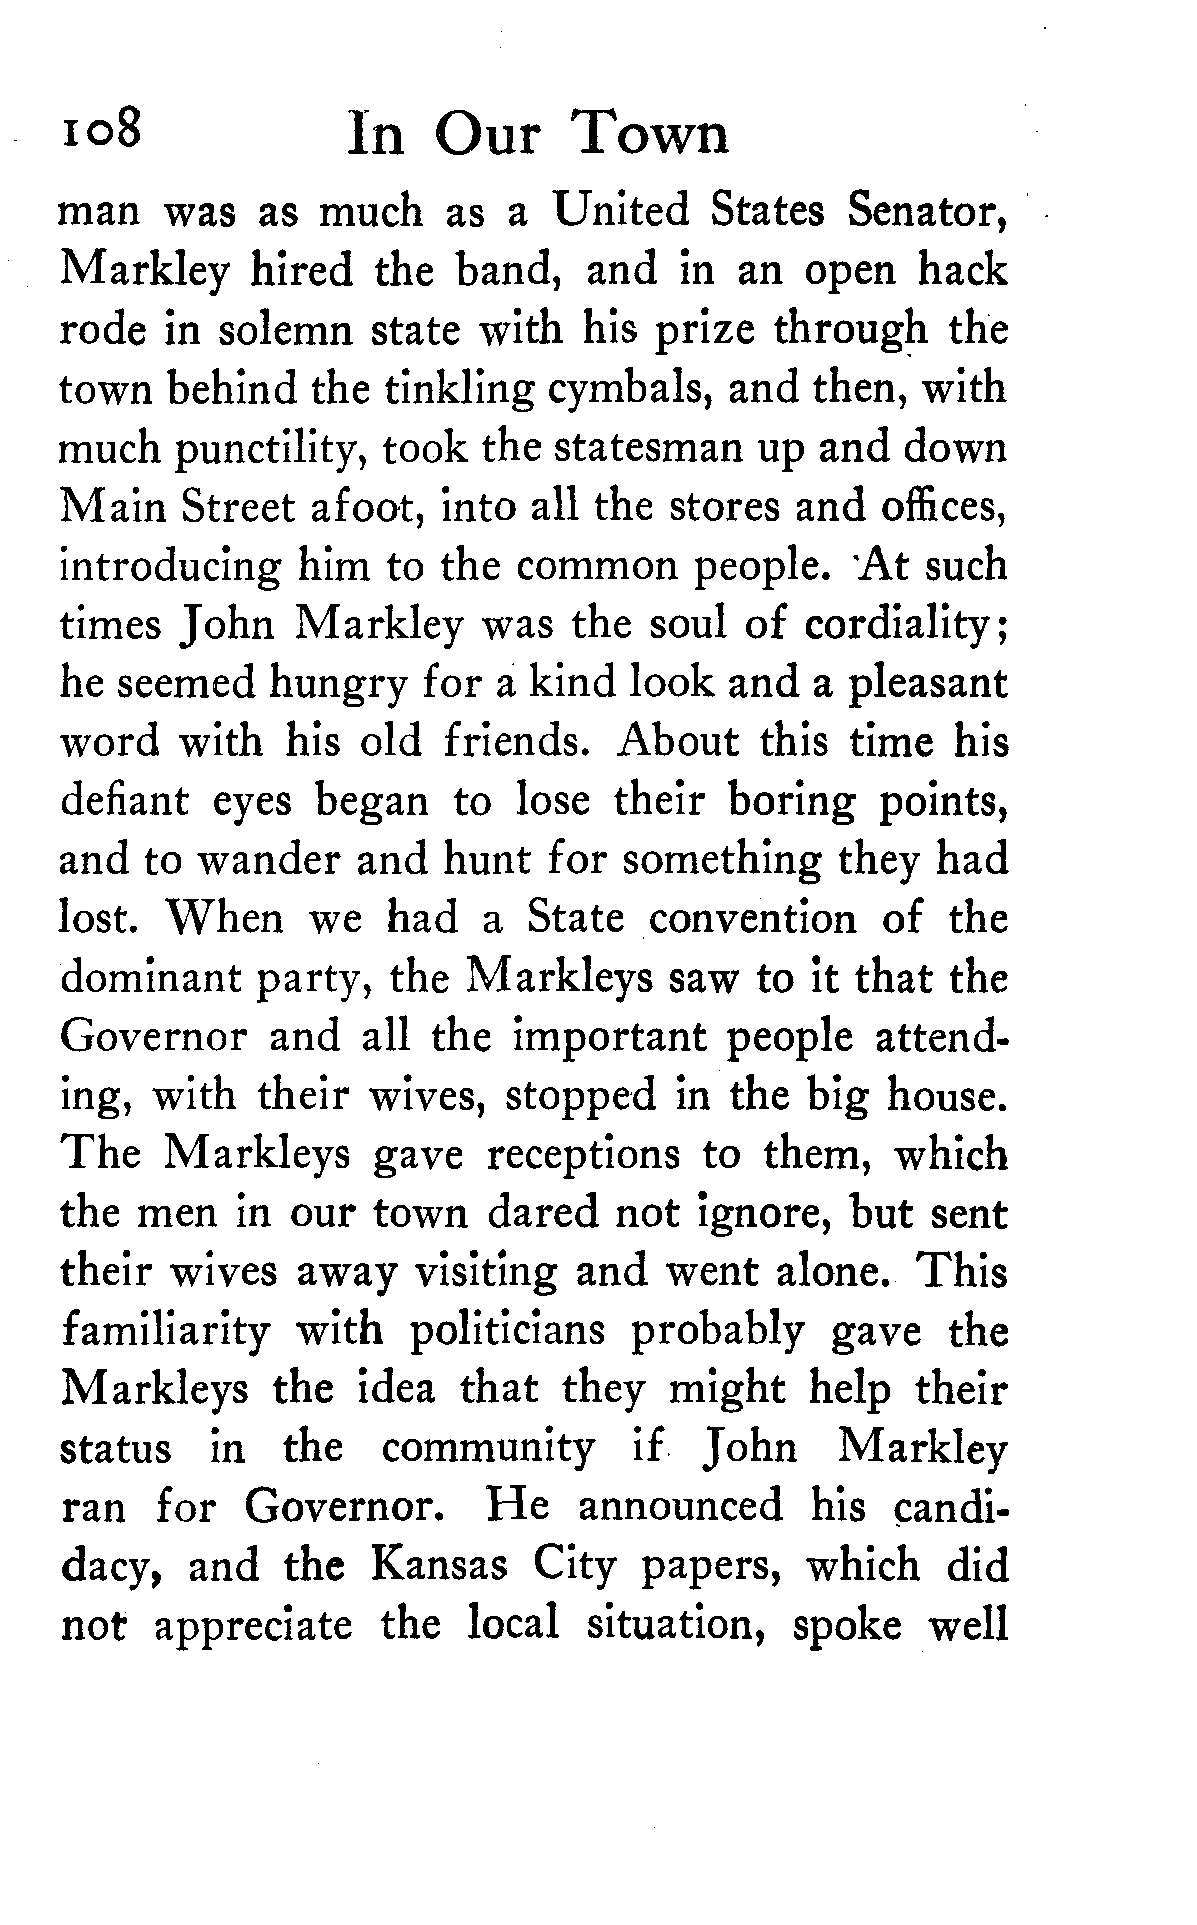 108 In Our Town
man was as much as a United States Senator,
Markley hired the band, and in an open hack
rode in solemn state with his prize through the
town behind the tinkling cymbals, and then, with
much punctility, took the statesman up and down
Main Street afoot, into all the stores and offices,
introducing him to the common people. At such
times John Markley was the soul of cordiality;
he seemed hungry for a kind look and a pleasant
word with his old friends. About this time his
defiant eyes began to lose their boring points,
and to wander and hunt for something they had
lost. When we had a State convention of the
dominant party, the Markleys saw to it that the
Governor and all the important people attend-
ing, with their wives, stopped in the big house.
The Markleys gave receptions to them, which
the men in our town dared not ignore, but sent
their wives away visiting and went alone. This
familiarity with politicians probably gave the
Markleys the idea that they might help their
status in the community if John Markley
ran for Governor. He announced his candi-
dacy, and the Kansas City papers, which did
not appreciate the local situation, spoke well